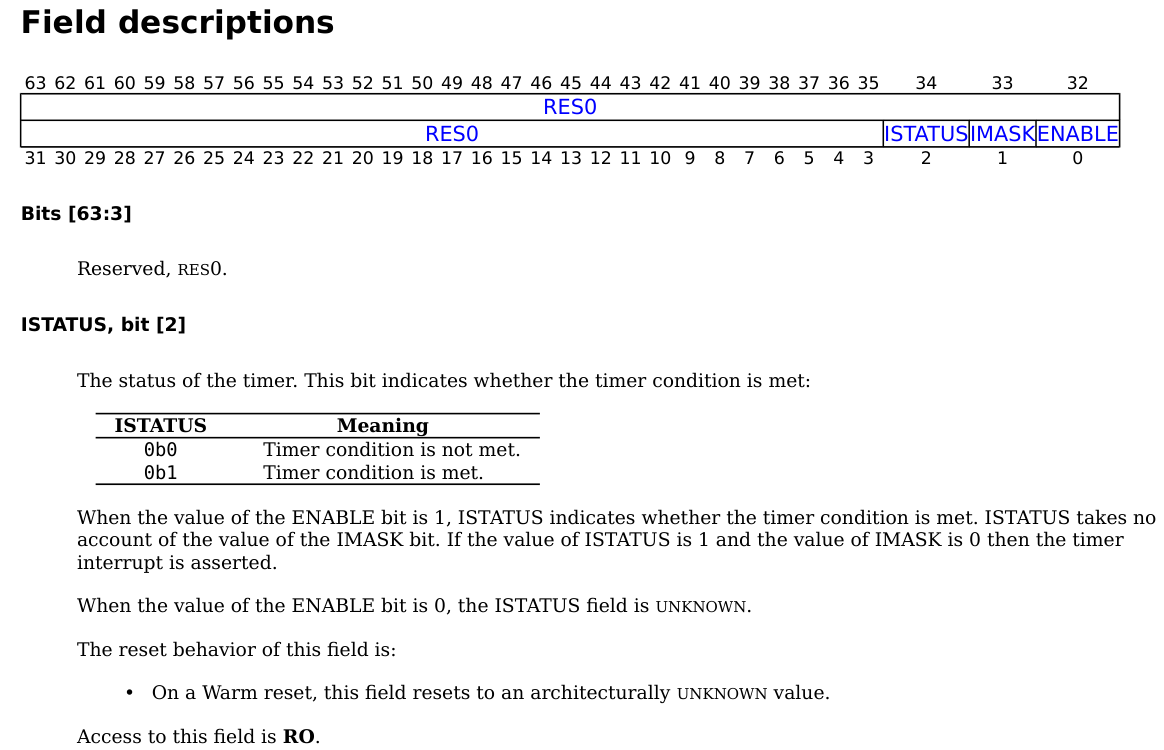 Field descriptions
63 62 61 60 59 58 57 56 55 54 53 52 51 50 49 48 47 46 45 44 43 42 41 40 39 38 37 36 35 34 33 32
RES0
RES0 ISTATUS IMASK ENABLE
31 30 29 28 27 26 25 24 23 22 21 20 19 18 17 16 15 14 13 12 11 10 9 8 7 6 5 4 3 2 1 0
Bits [63:3]
Reserved, RES0.
ISTATUS, bit [2]
The status of the timer. This bit indicates whether the timer condition is met:
ISTATUS Meaning
0b0 Timer condition is not met.
0b1 Timer condition is met.
When the value of the ENABLE bit is 1, ISTATUS indicates whether the timer condition is met. ISTATUS takes no
account of the value of the IMASK bit. If the value of ISTATUS is 1 and the value of IMASK is 0 then the timer
interrupt is asserted.
When the value of the ENABLE bit is 0, the ISTATUS field is UNKNOWN.
The reset behavior of this field is:
• On a Warm reset, this field resets to an architecturally UNKNOWN value.
Access to this field is RO.